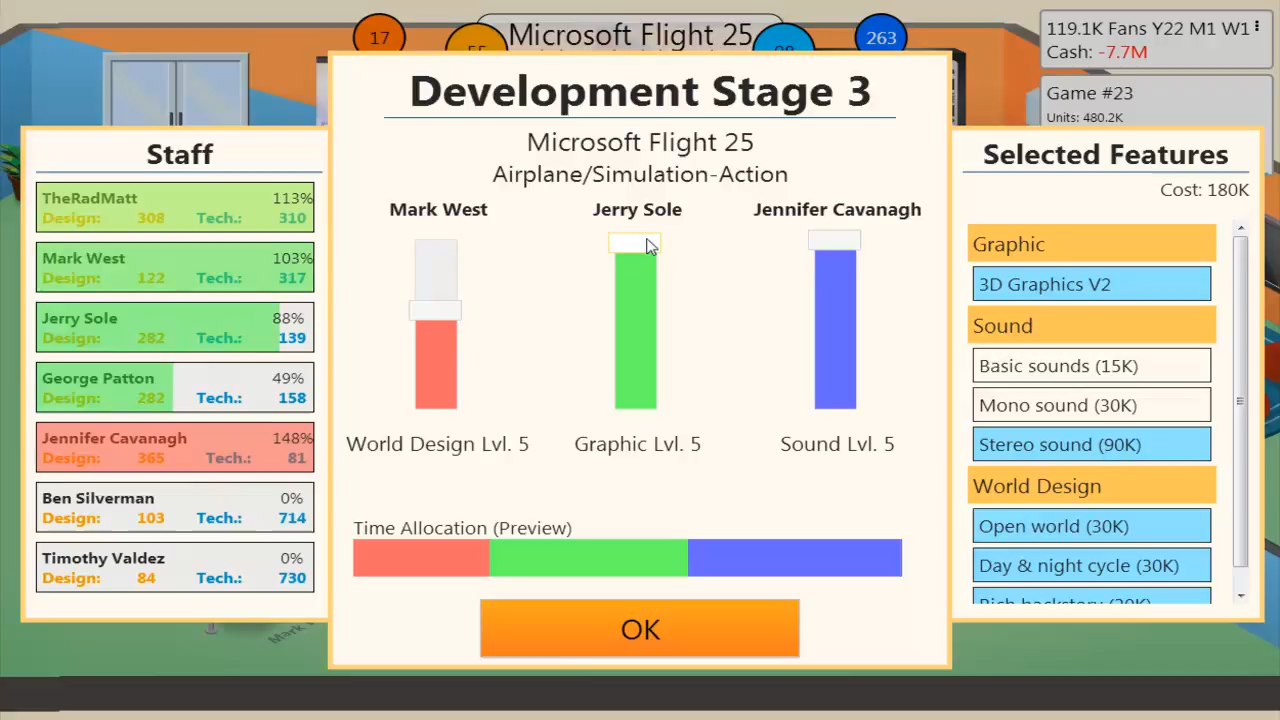 17
55
Microsoft Flight 25
98
263
119.1K Fans Y22 M1 W1
Cash: -7.7M
Game #23
Units: 480.2K
Development Stage 3
Microsoft Flight 25
Airplane/Simulation-Action
Staff
TheRadMatt 113%
Design: 308 Tech.: 310
Mark West 103%
Design: 122 Tech.: 317
Jerry Sole 88%
Design: 282 Tech.: 139
George Patton 49%
Design: 282 Tech.: 158
Jennifer Cavanagh 148%
Design: 365 Tech.: 81
Ben Silverman 0%
Design: 103 Tech.: 714
Timothy Valdez 0%
Design: 84 Tech.: 730
Mark West Jerry Sole Jennifer Cavanagh
World Design Lvl. 5 Graphic Lvl. 5 Sound Lvl. 5
Time Allocation (Preview)
OK
Selected Features
Cost: 180K
Graphic
3D Graphics V2
Sound
Basic sounds (15K)
Mono sound (30K)
Stereo sound (90K)
World Design
Open world (30K)
Day & night cycle (30K)
Rich backstory (30K)
Mark